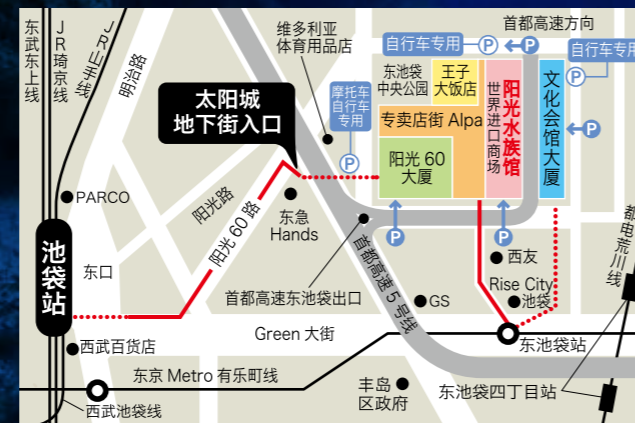 东武东上线
JR埼京线
JR山手线
明治路
维多利亚
体育用品店
首都高速方向
自行车专用
P
自行车专用
P
摩托车
自行车
专用
P
东池袋
中央公园
王子
大饭店
专卖店街 Alpa
世界进口商场
阳光水族馆
文化会馆大厦
P
阳光 60
大厦
太阳城
地下街入口
PARCO
阳光路
阳光 60 路
东急
Hands
P
P
都电荒川线
池袋站
东口
西友
Rise City
池袋
首都高速东池袋出口
首都高速 5 号线
GS
Green 大街
东池袋站
西武百货店
东京 Metro 有乐町线
丰岛
区政府
东池袋四丁目站
西武池袋线